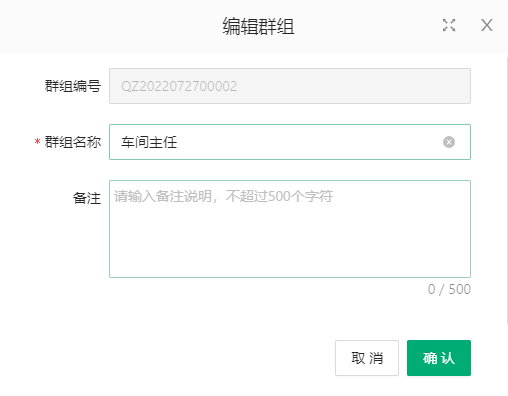 编辑群组
群组编号 QZ2022072700002
* 群组名称 车间主任
备注 请输入备注说明，不超过500个字符
0 / 500
取 消 确 认